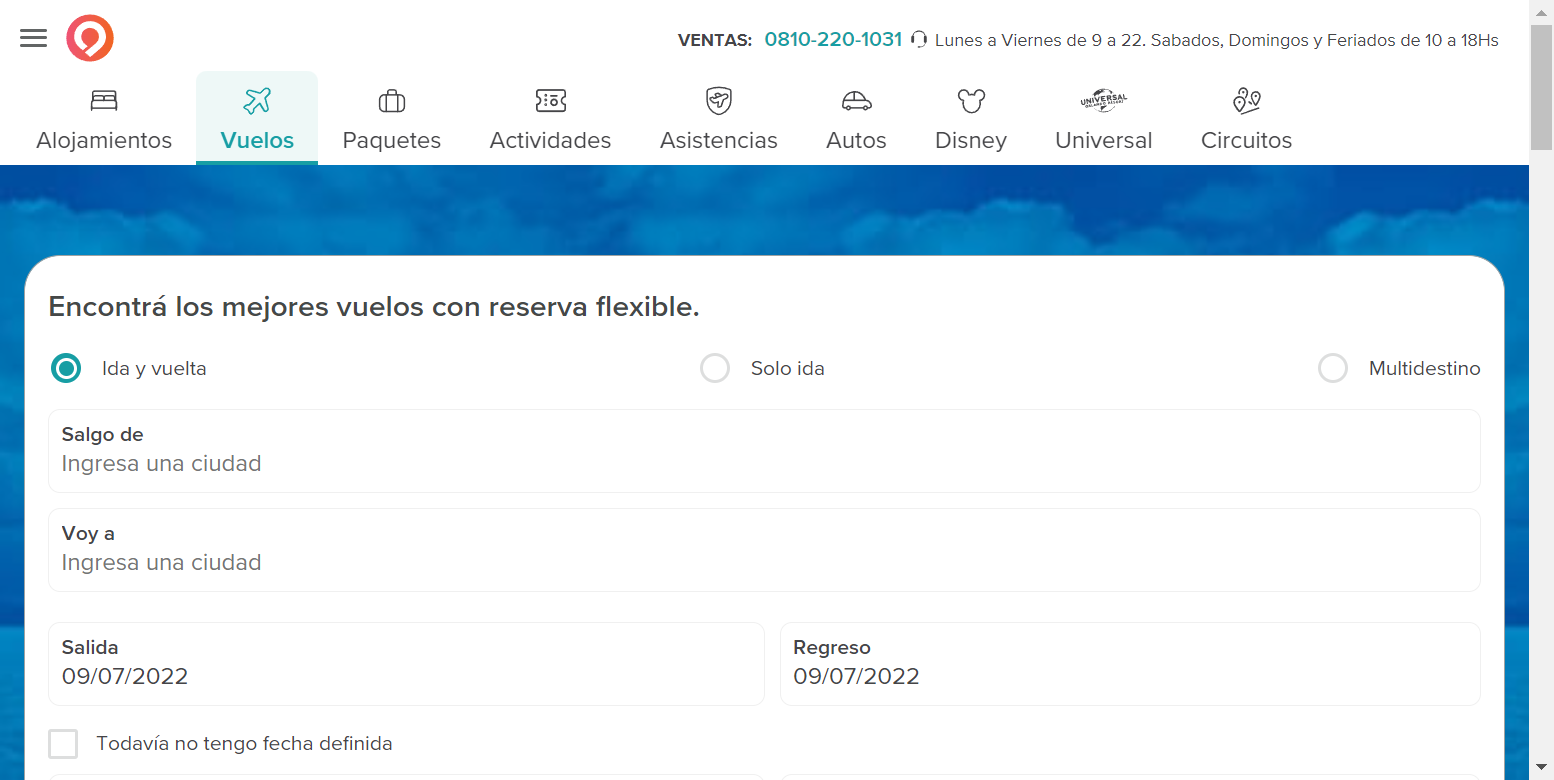 VENTAS: 0810-220-1031 Lunes a Viernes de 9 a 22. Sabados, Domingos y Feriados de 10 a 18Hs
Alojamientos Vuelos Paquetes Actividades Asistencias Autos Disney Universal Circuitos
Encontrá los mejores vuelos con reserva flexible.
Ida y vuelta Solo ida Multidestino
Salgo de
Ingresa una ciudad
Voy a
Ingresa una ciudad
Salida Regreso
09/07/2022 09/07/2022
Todavía no tengo fecha definida